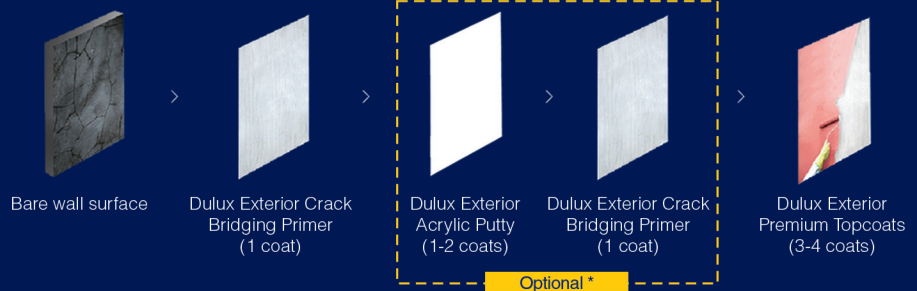 Bare wall surface
Dulux Exterior Crack
Bridging Primer
(1 coat)
Dulux Exterior
Acrylic Putty
(1-2 coats)
Dulux Exterior Crack
Bridging Primer
(1 coat)
Dulux Exterior
Premium Topcoats
(3-4 coats)
Optional *